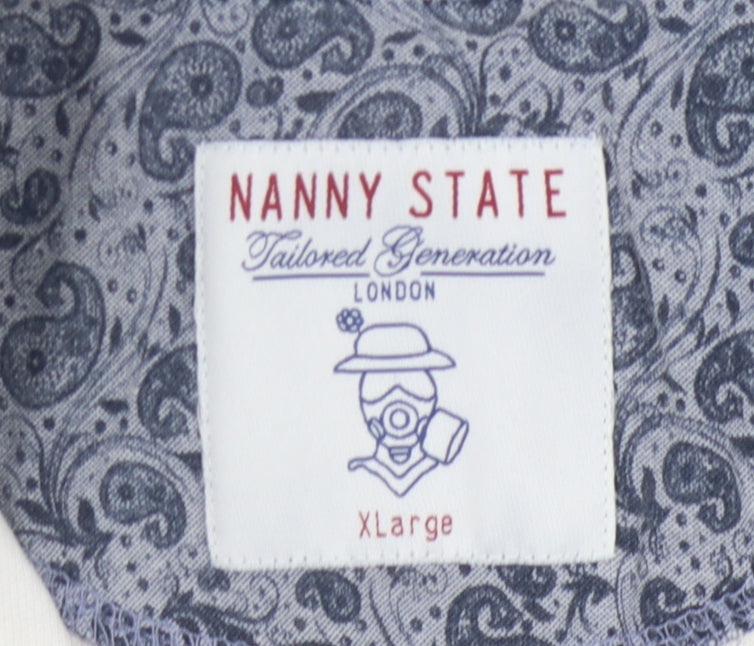 NANNY STATE
Tailored Generation
LONDON
XLarge